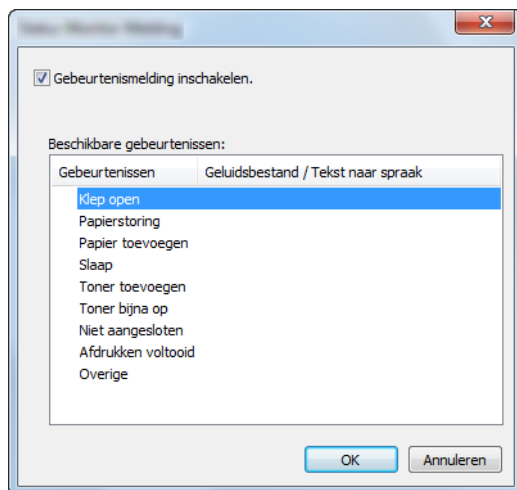 Gebeurtenismelding inschakelen.
Beschikbare gebeurtenissen:
Gebeurtenissen Geluidsbestand / Tekst naar spraak
Klep open
Papierstoring
Papier toevoegen
Slaap
Toner toevoegen
Toner bijna op
Niet aangesloten
Afdrukken voltooid
Overige
OK Annuleren